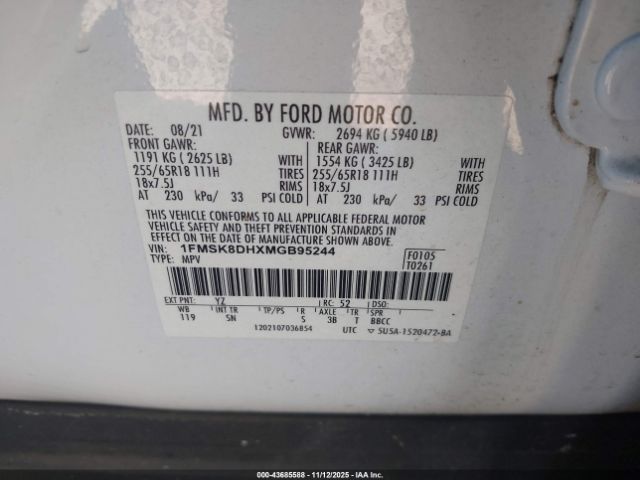 MFD. BY FORD MOTOR CO.
DATE: 08/21 GVWR: 2694 KG ( 5940 LB)
FRONT GAWR: REAR GAWR:
1191 KG ( 2625 LB) WITH 1554 KG ( 3425 LB) WITH
255/65R18 111H TIRES 255/65R18 111H TIRES
18x7.5J RIMS 18x7.5J RIMS
AT 230 kPa/ 33 PSI COLD AT 230 kPa/ 33 PSI COLD
THIS VEHICLE CONFORMS TO ALL APPLICABLE FEDERAL MOTOR
VEHICLE SAFETY AND THEFT PREVENTION STANDARDS IN
EFFECT ON THE DATE OF MANUFACTURE SHOWN ABOVE.
VIN: 1FMSK8DHXMGB95244 F0105
TYPE: MPV T0261
EXT PNT: YZ RC: 52 DSO:
WB INT TR TP/PS R AXLE TR SPR
119 SN S 3B T BBCC
1202107036854 UTC ▽ 5U5A-1520472-BA
000-43685588 - 11/12/2025 - IAAI Inc.